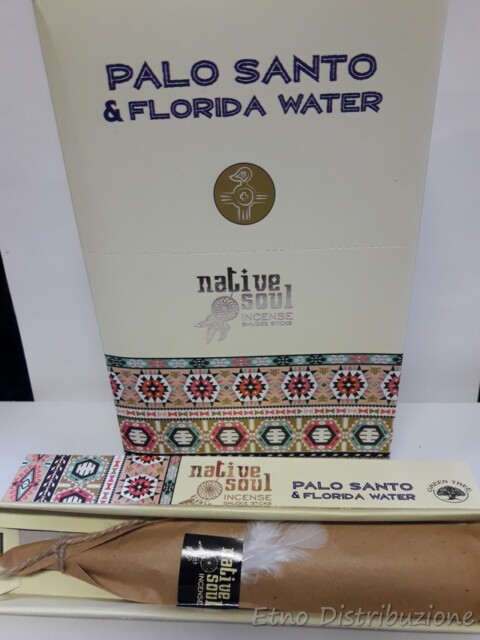 PALO SANTO
& FLORIDA WATER
native
soul
INCENSE
SMUDGE STICKS
native
soul
INCENSE
SMUDGE STICKS
PALO SANTO
& FLORIDA WATER
GREEN TREE
native
soul
INCENSE
Etno Distribuzione